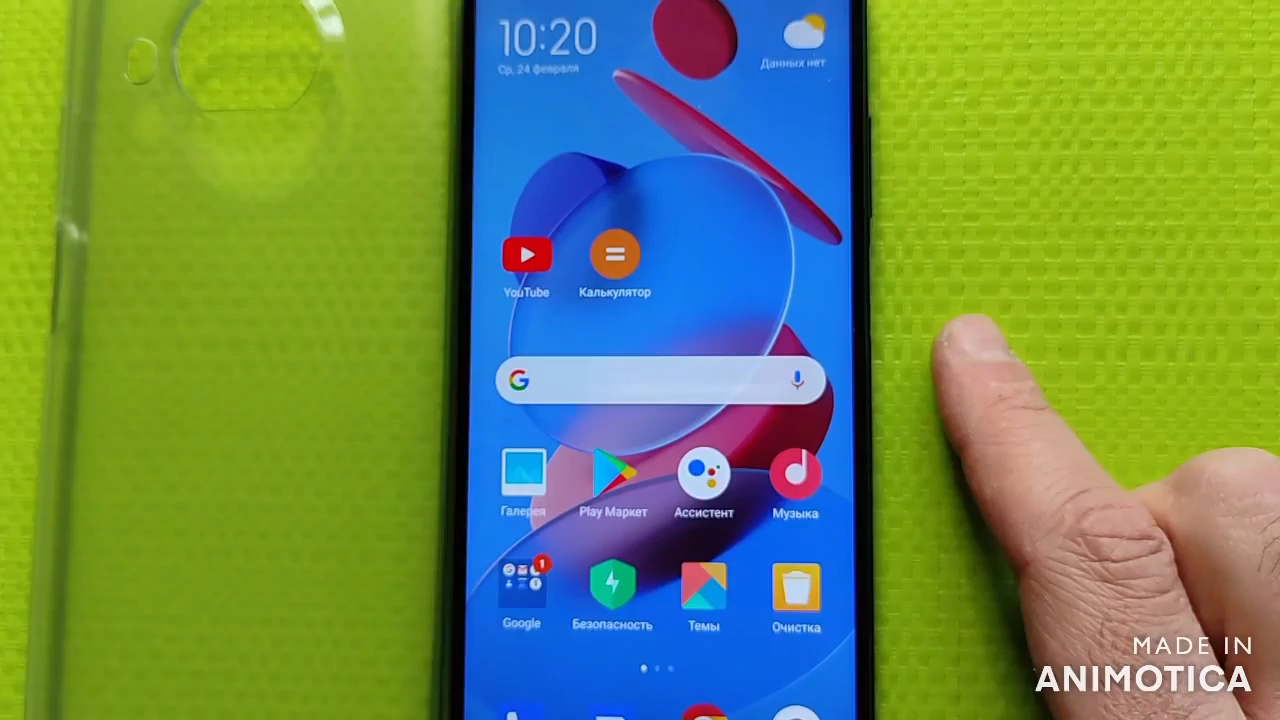 10:20
Ср, 24 февраля
Данных нет
YouTube
Калькулятор
Галерея
Play Маркет
Ассистент
Музыка
1
Google
Безопасность
Темы
Очистка
MADE IN
ANIMOTICA